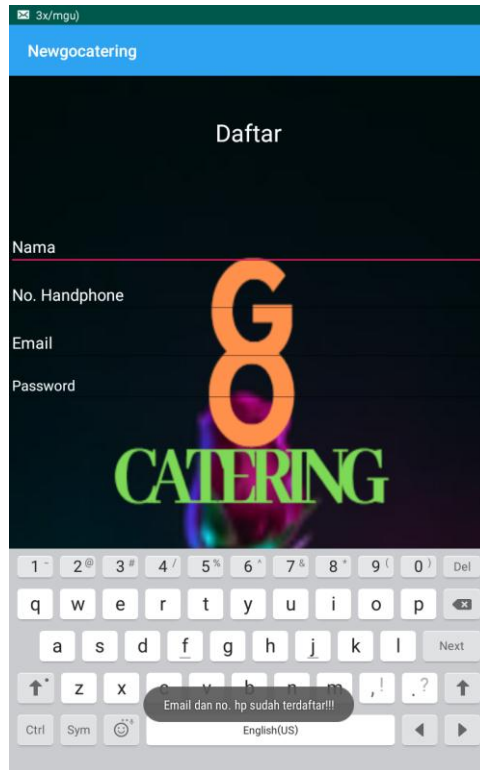 3x/mgu)
Newgocatering
Daftar
Nama
No. Handphone
Email
Password
GO
CATERING
1 - 2 @ 3 # 4 / 5 % 6 ^ 7 & 8 * 9 ( 0 ) Del
q w e r t y u i o p
a s d f g h j k l Next
z x c v b n m , ! . ?
Email dan no. hp sudah terdaftar!!!
Ctrl Sym English(US)